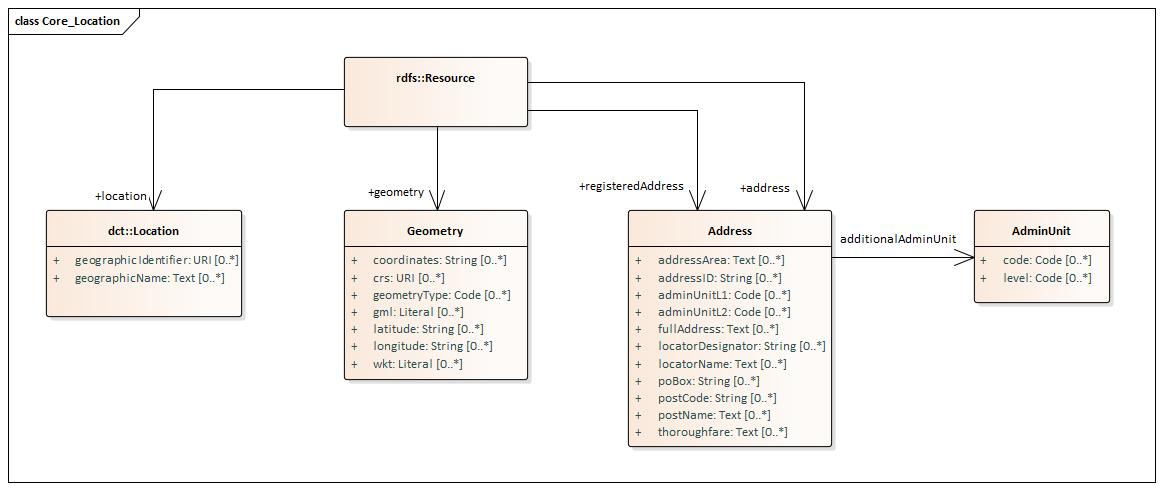 class Core_Location
rdfs::Resource
+location
+geometry
+registeredAddress
+address
dct::Location
+ geographicIdentifier: URI [0..*]
+ geographicName: Text [0..*]
Geometry
+ coordinates: String [0..*]
+ crs: URI [0..*]
+ geometryType: Code [0..*]
+ gml: Literal [0..*]
+ latitude: String [0..*]
+ longitude: String [0..*]
+ wkt: Literal [0..*]
Address
+ addressArea: Text [0..*]
+ addressID: String [0..*]
+ adminUnitL1: Code [0..*]
+ adminUnitL2: Code [0..*]
+ fullAddress: Text [0..*]
+ locatorDesignator: String [0..*]
+ locatorName: Text [0..*]
+ poBox: String [0..*]
+ postCode: String [0..*]
+ postName: Text [0..*]
+ thoroughfare: Text [0..*]
additionalAdminUnit
AdminUnit
+ code: Code [0..*]
+ level: Code [0..*]